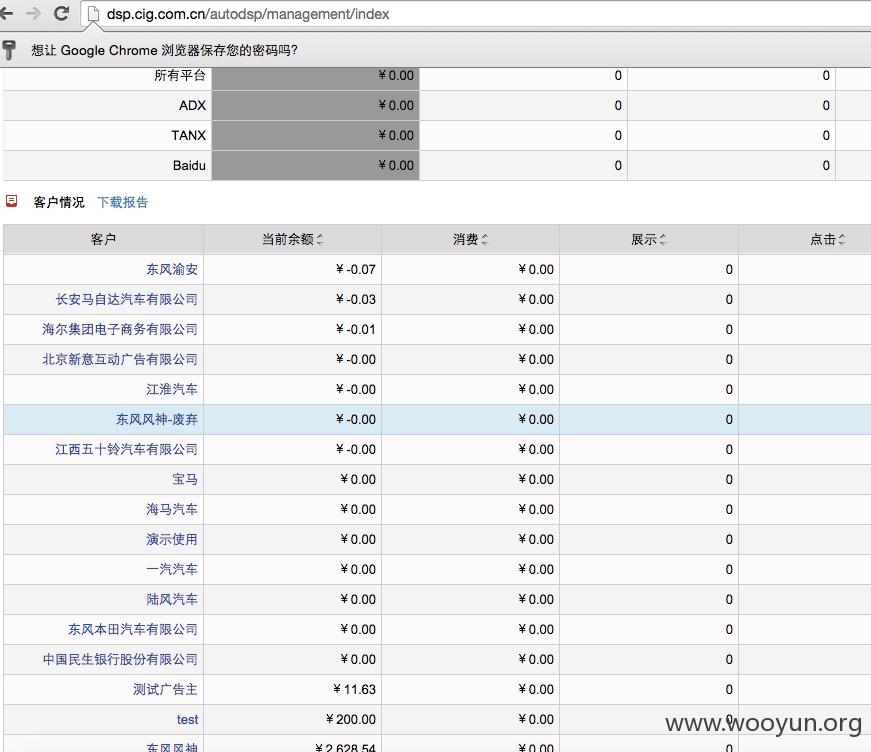 dsp.cig.com.cn/autodsp/management/index
想让 Google Chrome 浏览器保存您的密码吗?
所有平台 ¥ 0.00 0 0
ADX ¥ 0.00 0 0
TANX ¥ 0.00 0 0
Baidu ¥ 0.00 0 0
客户情况 下载报告
客户 当前余额 消费 展示 点击
东风渝安 ¥ -0.07 ¥ 0.00 0
长安马自达汽车有限公司 ¥ -0.03 ¥ 0.00 0
海尔集团电子商务有限公司 ¥ -0.01 ¥ 0.00 0
北京新意互动广告有限公司 ¥ -0.00 ¥ 0.00 0
江淮汽车 ¥ -0.00 ¥ 0.00 0
东风风神-废弃 ¥ -0.00 ¥ 0.00 0
江西五十铃汽车有限公司 ¥ -0.00 ¥ 0.00 0
宝马 ¥ 0.00 ¥ 0.00 0
海马汽车 ¥ 0.00 ¥ 0.00 0
演示使用 ¥ 0.00 ¥ 0.00 0
一汽汽车 ¥ 0.00 ¥ 0.00 0
陆风汽车 ¥ 0.00 ¥ 0.00 0
东风本田汽车有限公司 ¥ 0.00 ¥ 0.00 0
中国民生银行股份有限公司 ¥ 0.00 ¥ 0.00 0
测试广告主 ¥ 11.63 ¥ 0.00 0
test ¥ 200.00 ¥ 0.00 0
东风风神 ¥ 2,628.54 ¥ 0.00 0
www.wooyun.org